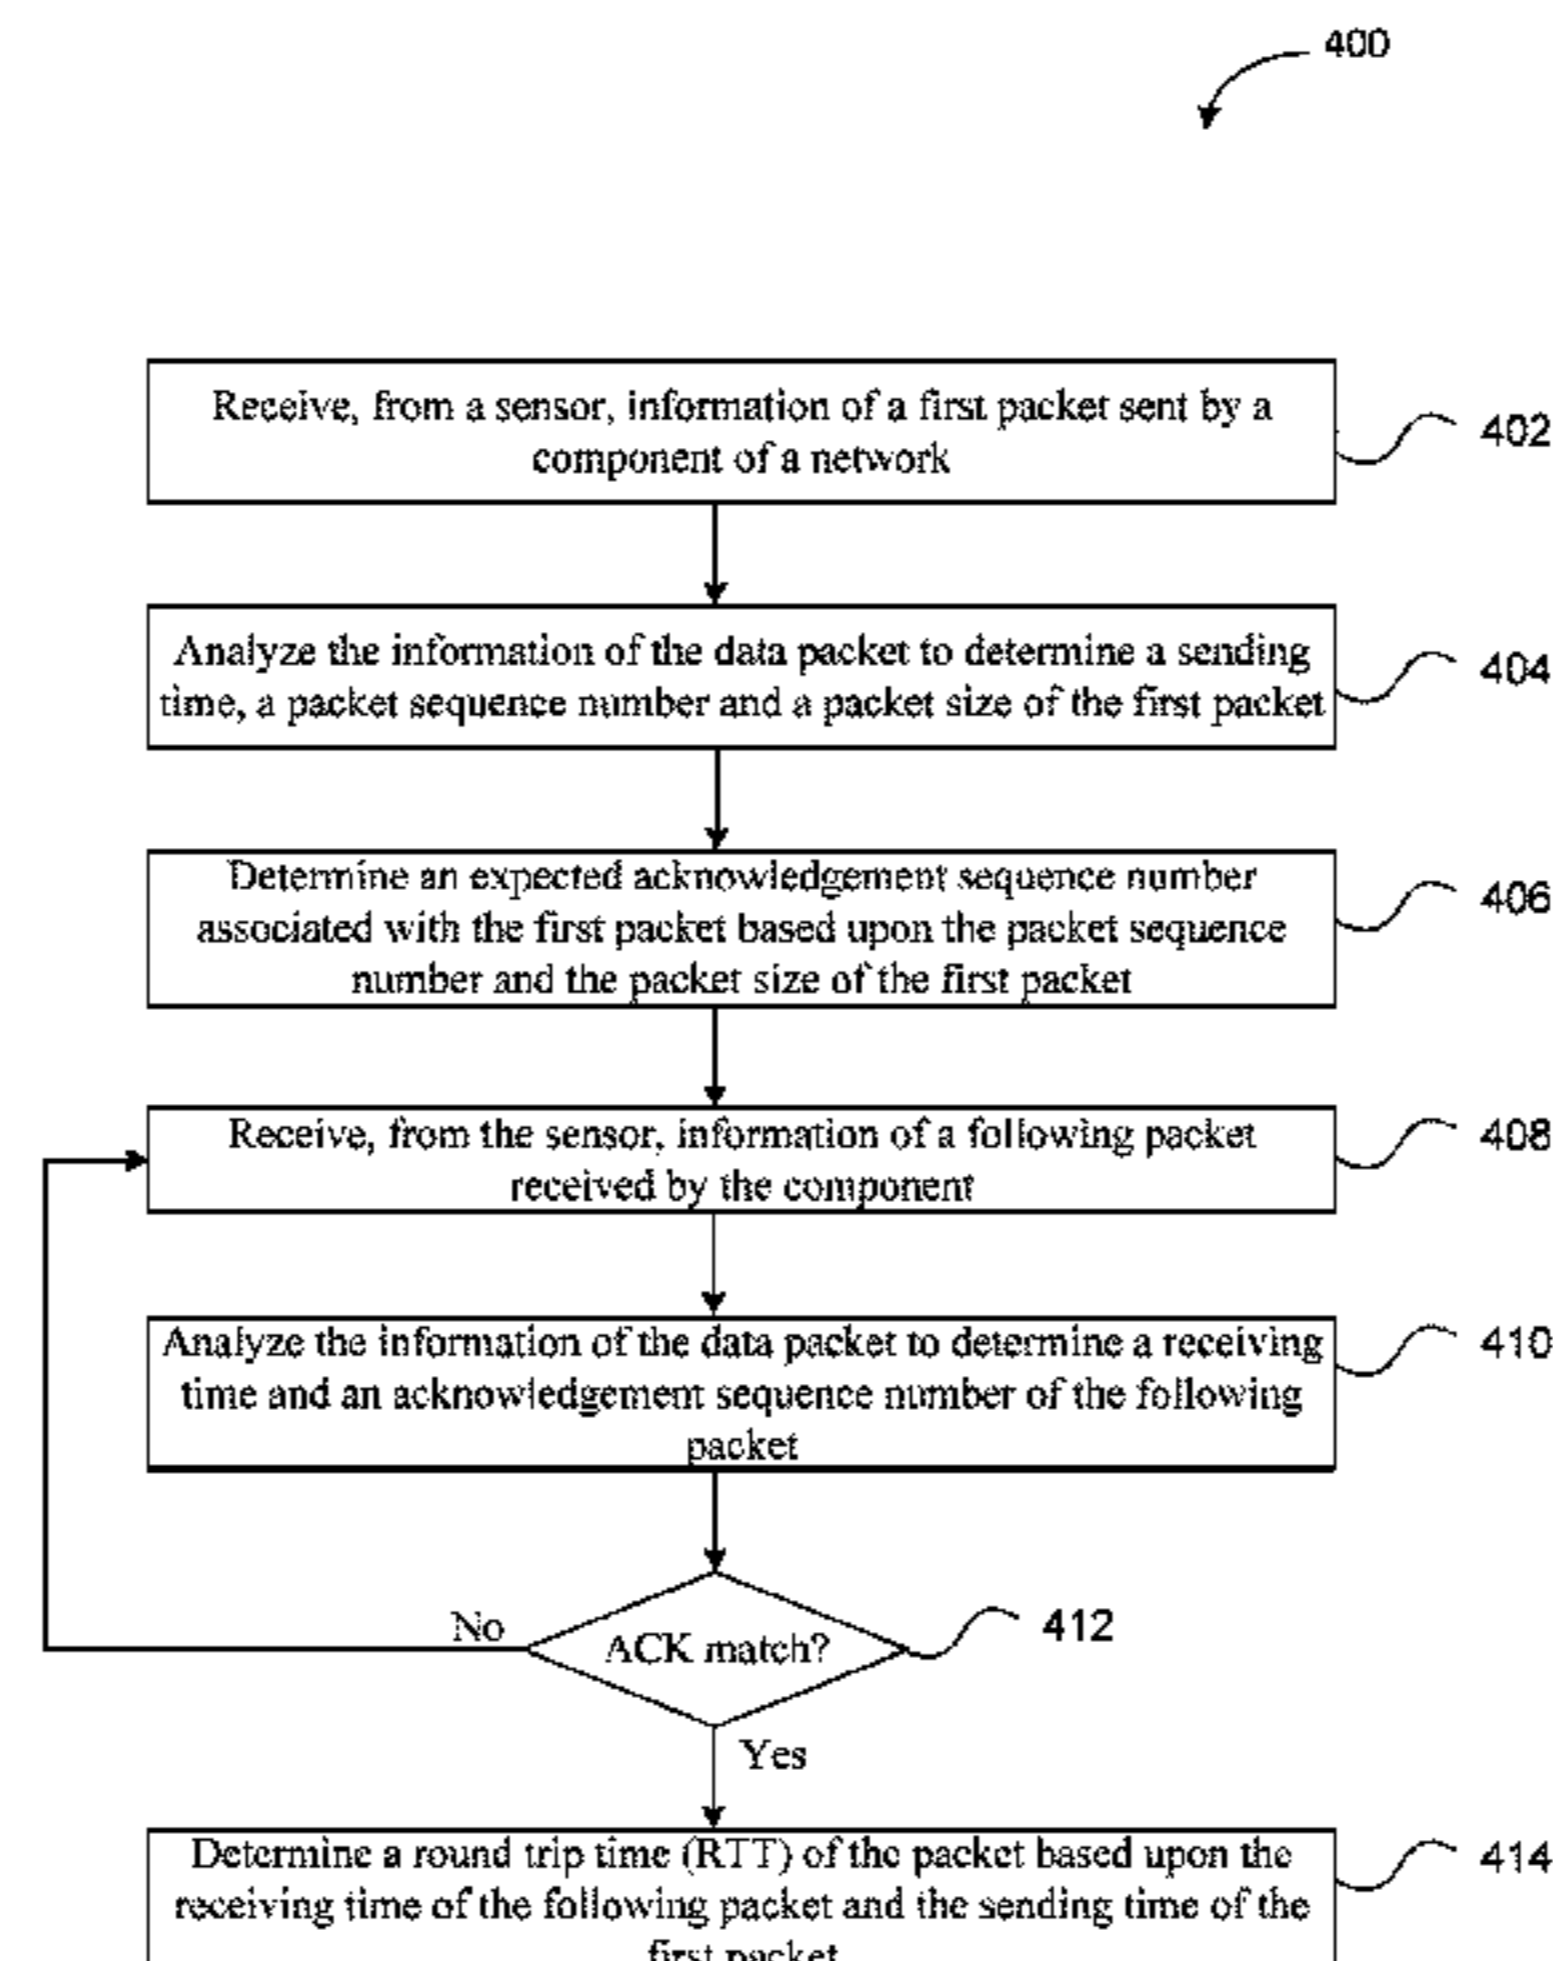 400
Receive, from a sensor, information of a first packet sent by a
component of a network
402
Analyze the information of the data packet to determine a sending
time, a packet sequence number and a packet size of the first packet
404
Determine an expected acknowledgement sequence number
associated with the first packet based upon the packet sequence
number and the packet size of the first packet
406
Receive, from the sensor, information of a following packet
received by the component
408
Analyze the information of the data packet to determine a receiving
time and an acknowledgement sequence number of the following
packet
410
No
ACK match?
412
Yes
Determine a round trip time (RTT) of the packet based upon the
receiving time of the following packet and the sending time of the
first packet
414